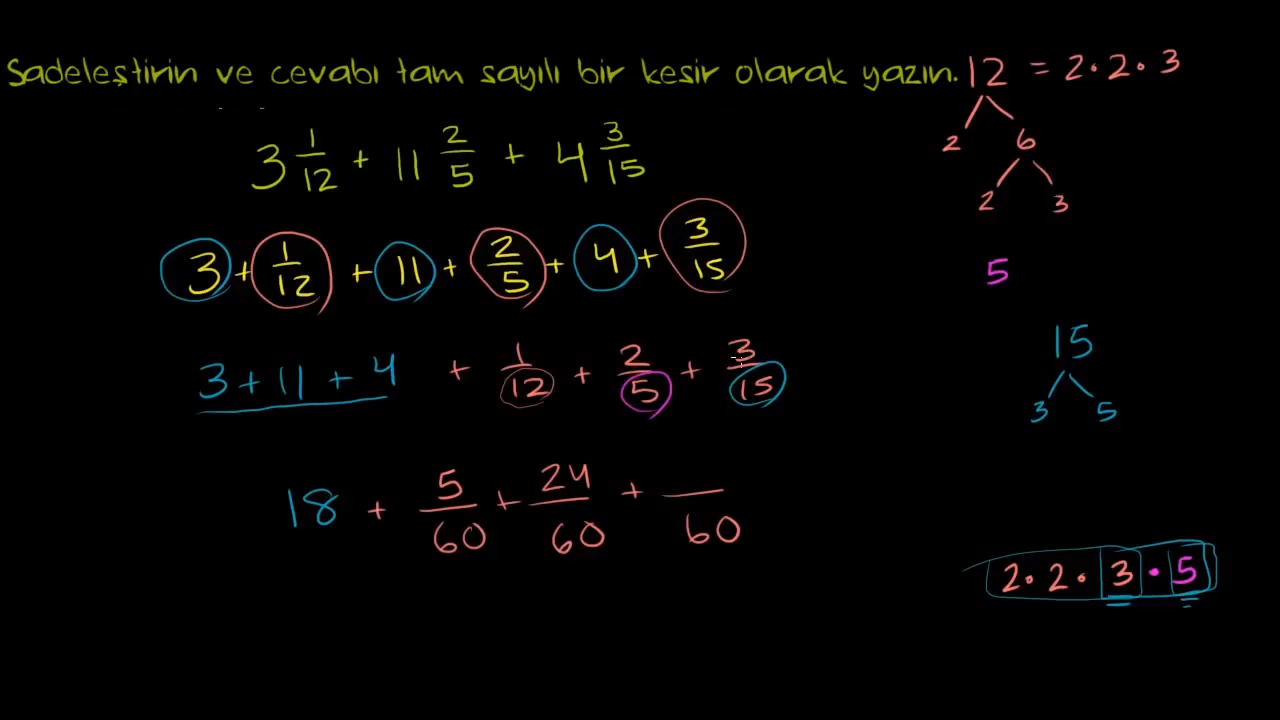 Sadeleştirin ve cevabı tam sayılı bir kesir olarak yazın.
3 1/12 + 11 2/5 + 4 3/15
3 + 1/12 + 11 + 2/5 + 4 + 3/15
3 + 11 + 4 + 1/12 + 2/5 + 3/15
18 + 5/60 + 24/60 + /60
12 = 2·2·3
2 6
2 3
5
15
3 5
2·2·3·5